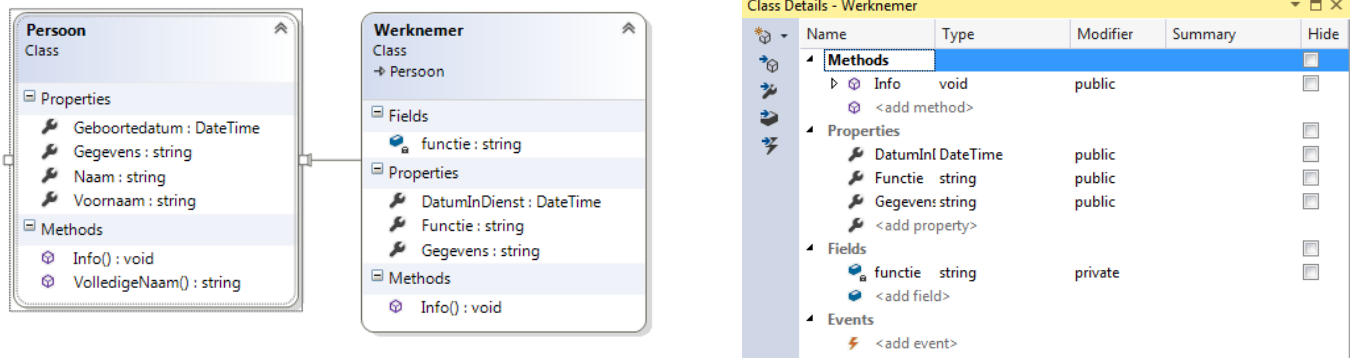 Persoon
Class
Properties
Geboortedatum : DateTime
Gegevens : string
Naam : string
Voornaam : string
Methods
Info() : void
VolledigeNaam() : string
Werknemer
Class
Persoon
Fields
functie : string
Properties
DatumInDienst : DateTime
Functie : string
Gegevens : string
Methods
Info() : void
Class Details - Werknemer
Name Type Modifier Summary Hide
Methods
Info void public
<add method>
Properties
DatumInI DateTime public
Functie string public
Gegevens string public
<add property>
Fields
functie string private
<add field>
Events
<add event>